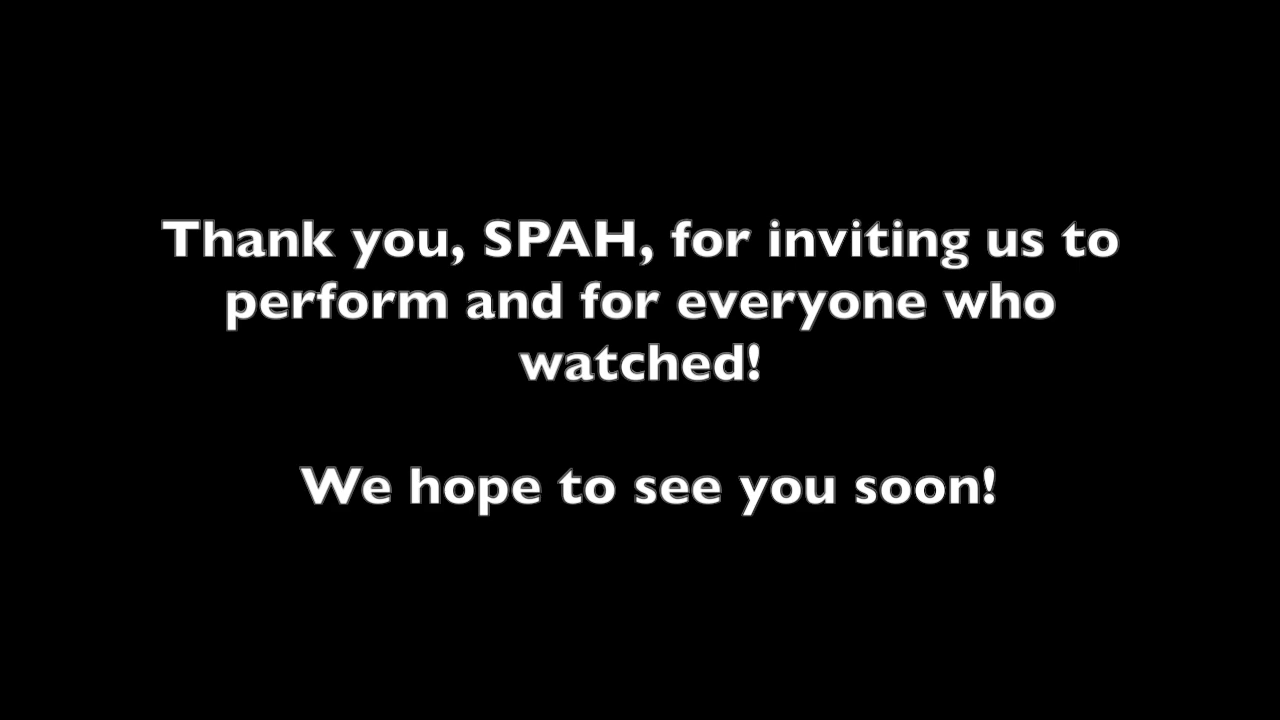 Thank you, SPAH, for inviting us to
perform and for everyone who
watched!
We hope to see you soon!